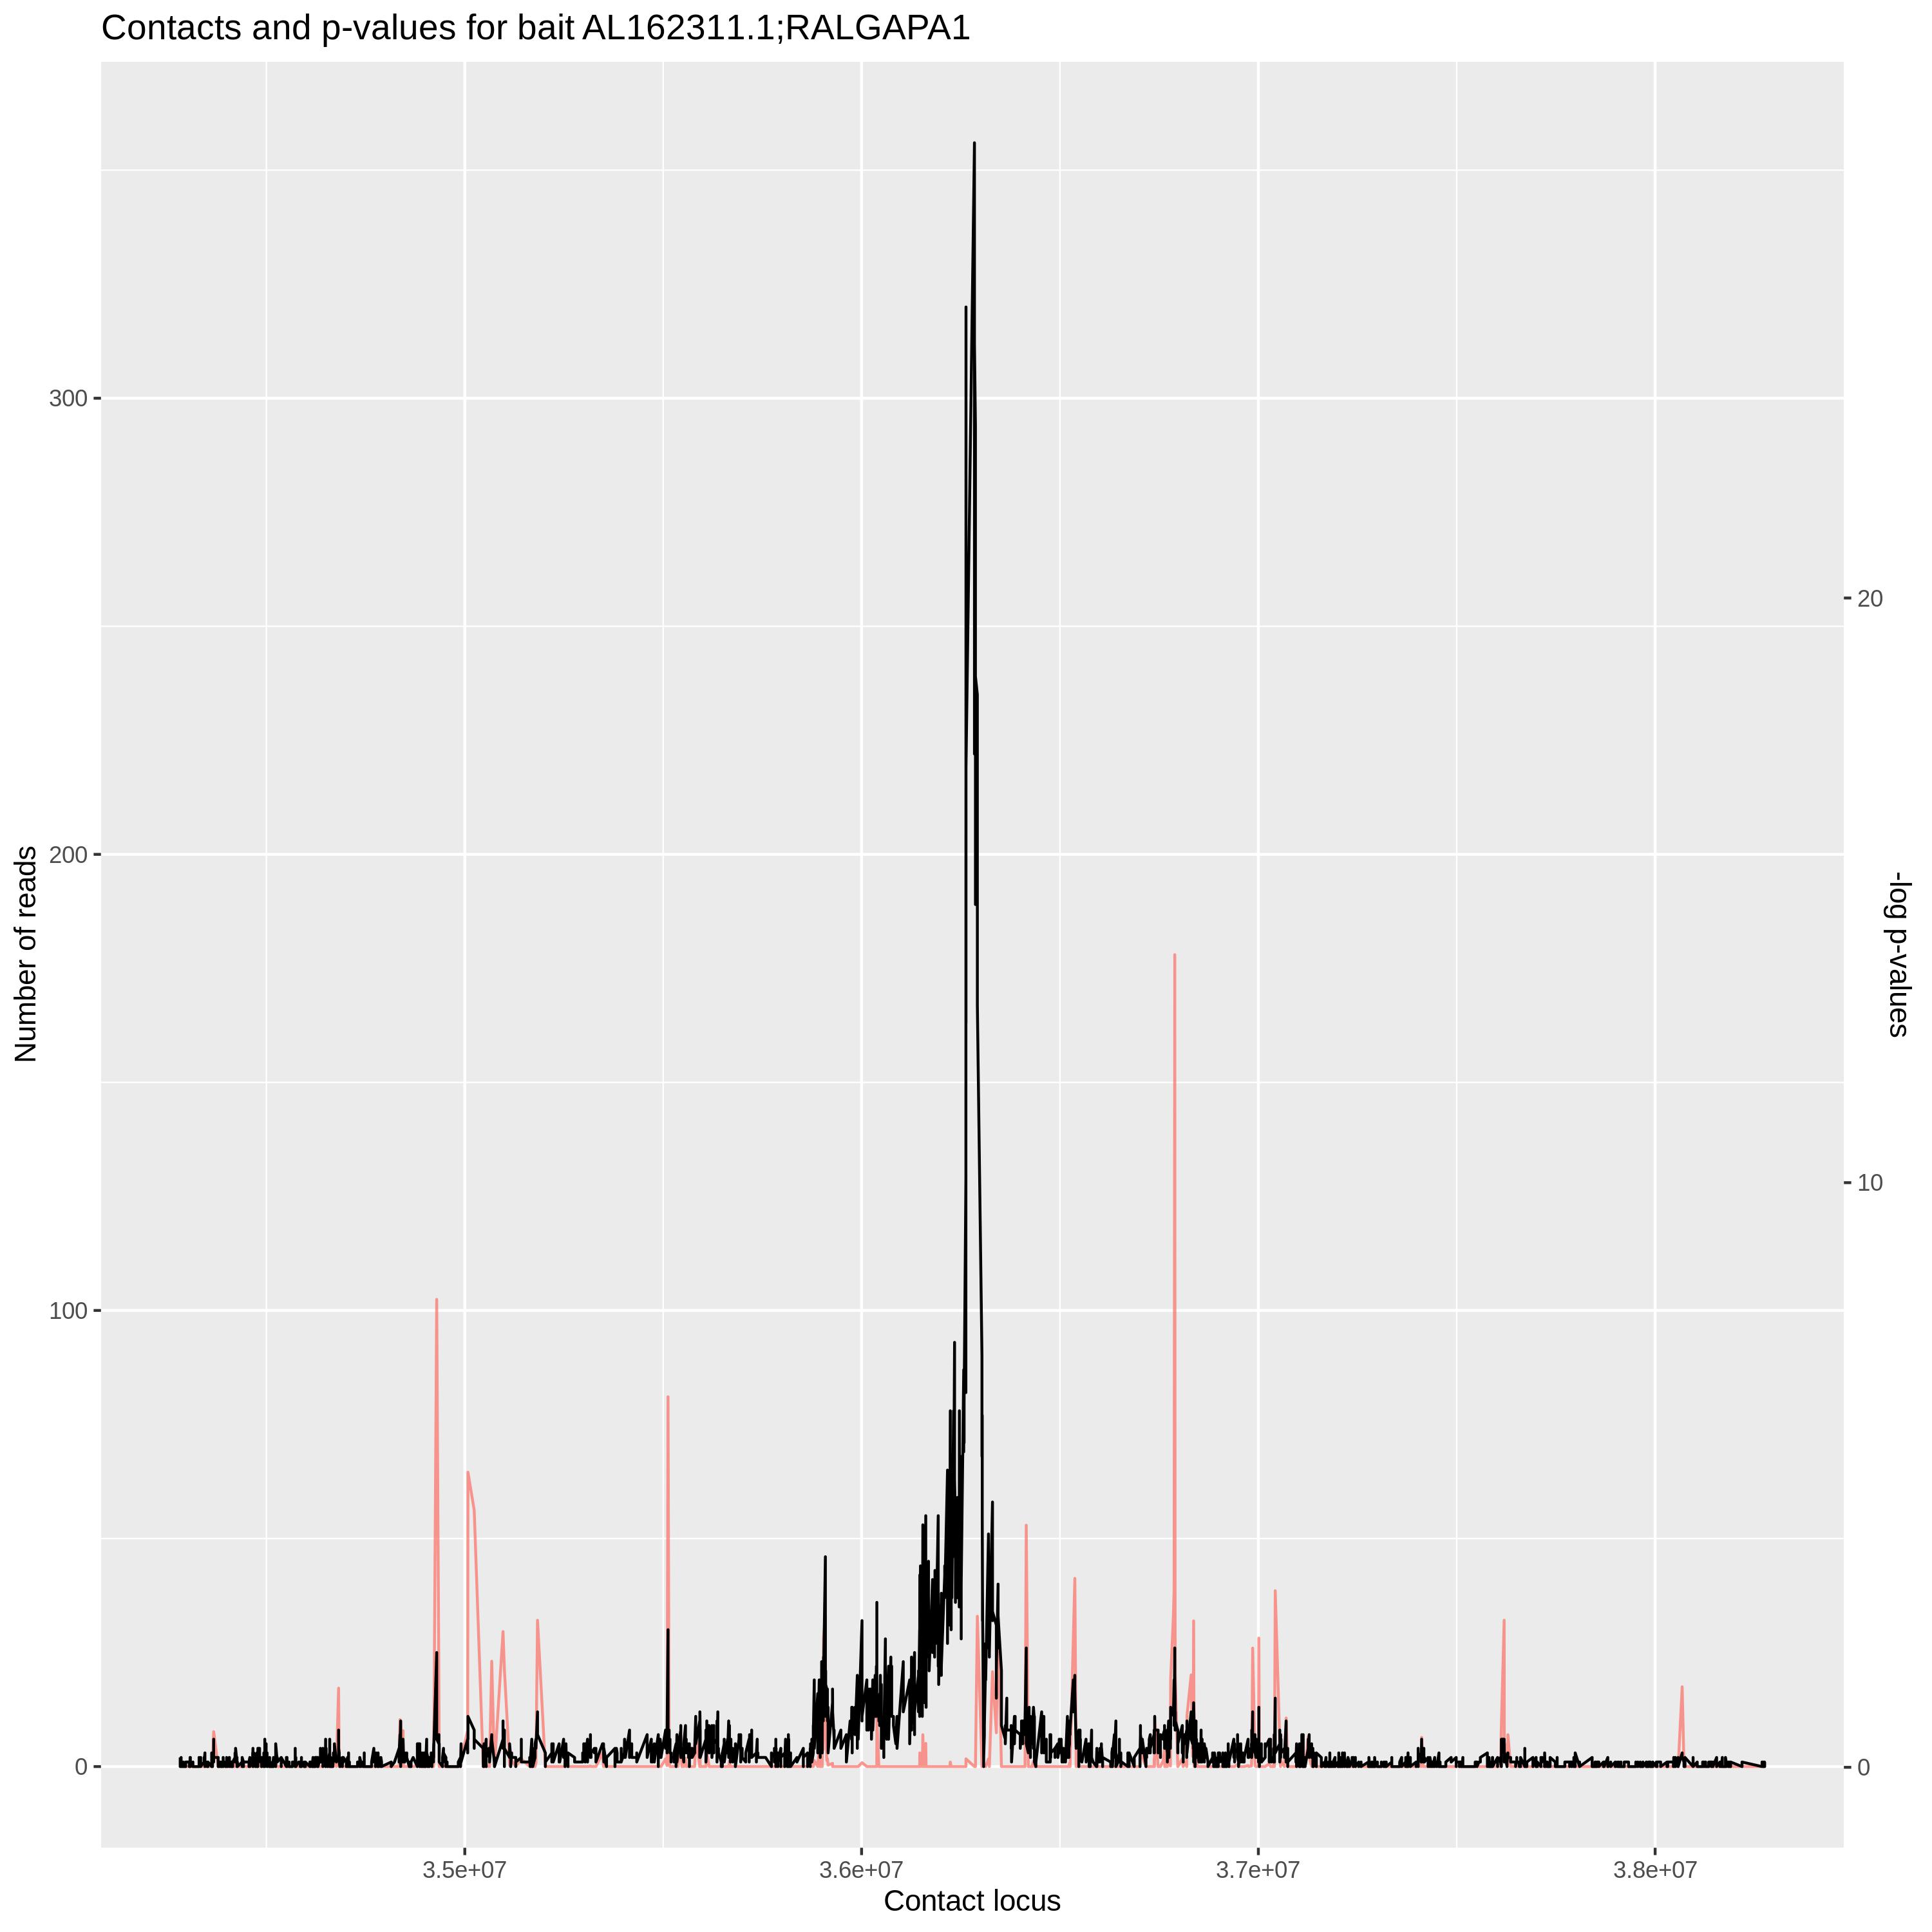 Contacts and p-values for bait AL162311.1;RALGAPA1
300
200
100
0
Number of reads
20
10
0
-log p-values
3.5e+07
3.6e+07
3.7e+07
3.8e+07
Contact locus